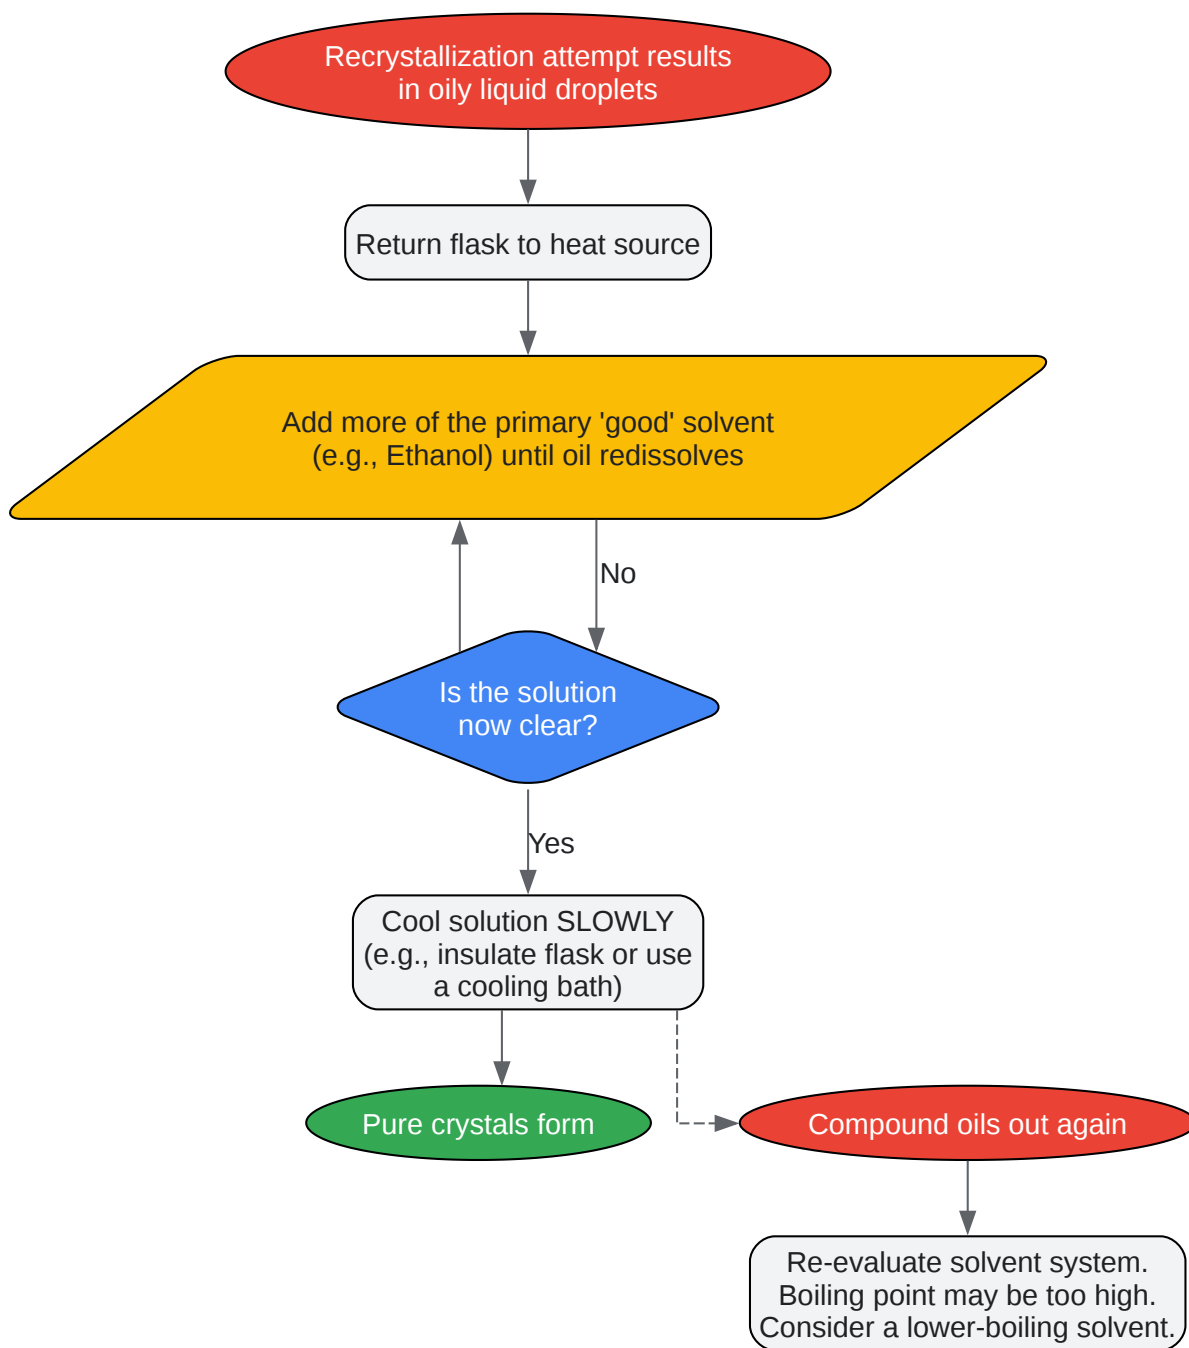 Recrystallization attempt results
in oily liquid droplets
Return flask to heat source
Add more of the primary 'good' solvent
(e.g., Ethanol) until oil redissolves
No
Is the solution
now clear?
Yes
Cool solution SLOWLY
(e.g., insulate flask or use
a cooling bath)
Pure crystals form
Compound oils out again
Re-evaluate solvent system.
Boiling point may be too high.
Consider a lower-boiling solvent.